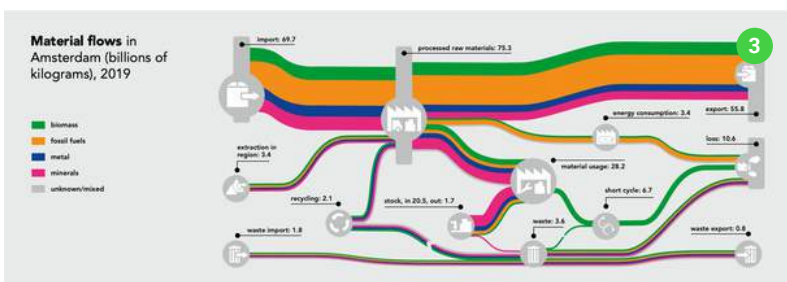 Material flows in
Amsterdam (billions of
kilograms), 2019
biomass
fossil fuels
metal
minerals
unknown/mixed
import: 69.7
processed raw materials: 75.3
3
export: 55.8
energy consumption: 3.4
loss: 10.6
extraction in
region: 3.4
material usage: 28.2
recycling: 2.1
stock, in 20.5, out: 1.7
short cycle: 6.7
waste: 3.6
waste import: 1.8
waste export: 0.8